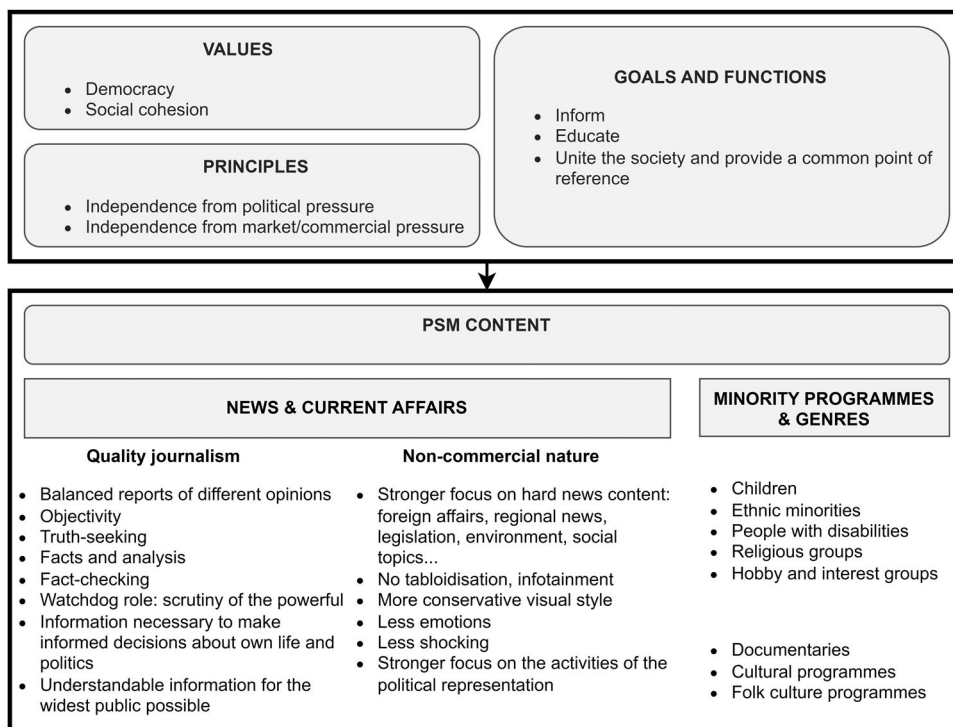 VALUES
• Democracy
• Social cohesion
PRINCIPLES
• Independence from political pressure
• Independence from market/commercial pressure
GOALS AND FUNCTIONS
• Inform
• Educate
• Unite the society and provide a common point of
reference
PSM CONTENT
NEWS & CURRENT AFFAIRS
Quality journalism
• Balanced reports of different opinions
• Objectivity
• Truth-seeking
• Facts and analysis
• Fact-checking
• Watchdog role: scrutiny of the powerful
• Information necessary to make
informed decisions about own life and
politics
• Understandable information for the
widest public possible
Non-commercial nature
• Stronger focus on hard news content:
foreign affairs, regional news,
legislation, environment, social
topics...
• No tabloidisation, infotainment
• More conservative visual style
• Less emotions
• Less shocking
• Stronger focus on the activities of the
political representation
MINORITY PROGRAMMES
& GENRES
• Children
• Ethnic minorities
• People with disabilities
• Religious groups
• Hobby and interest groups
• Documentaries
• Cultural programmes
• Folk culture programmes